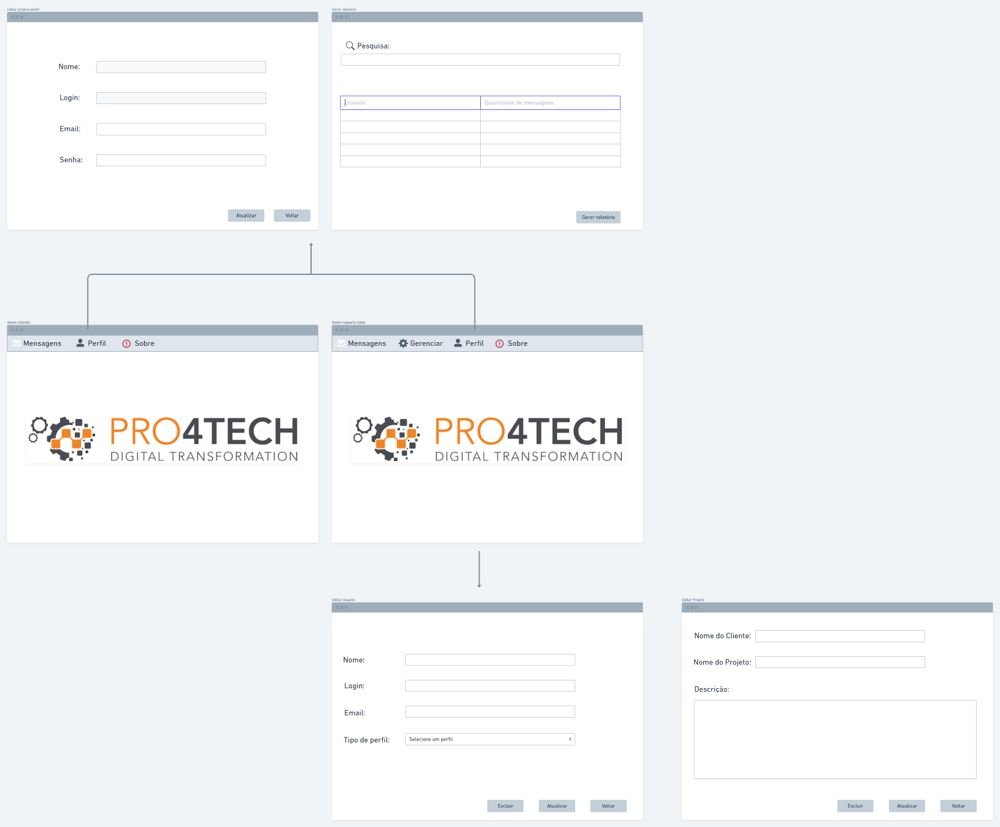 Editar próprio perfil
Nome:
Login:
Email:
Senha:
Atualizar Voltar
Gerar relatório
Pesquisa:
Usuário Quantidade de mensagens
Gerar relatório
Home (cliente)
Mensagens Perfil Sobre
PRO4TECH
DIGITAL TRANSFORMATION
Home (suporte/adm)
Mensagens Gerenciar Perfil Sobre
PRO4TECH
DIGITAL TRANSFORMATION
Editar Usuário
Nome:
Login:
Email:
Tipo de perfil: Selecione um perfil
Excluir Atualizar Voltar
Editar Projeto
Nome do Cliente:
Nome do Projeto:
Descrição:
Excluir Atualizar Voltar